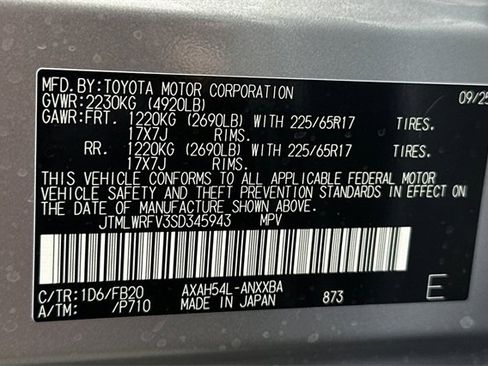 MFD.BY:TOYOTA MOTOR CORPORATION 09/25
GVWR:2230KG (4920LB)
GAWR:FRT. 1220KG (2690LB) WITH 225/65R17 TIRES.
17X7J RIMS.
RR. 1220KG (2690LB) WITH 225/65R17 TIRES.
17X7J RIMS.
THIS VEHICLE CONFORMS TO ALL APPLICABLE FEDERAL MOTOR
VEHICLE SAFETY AND THEFT PREVENTION STANDARDS IN EFFECT ON
THE DATE OF MANUFACTURE SHOWN ABOVE.
JTMLWRFV3SD345943 MPV
C/TR:1D6/FB20 AXAH54L-ANXXBA E
A/TM: /P710 MADE IN JAPAN 873